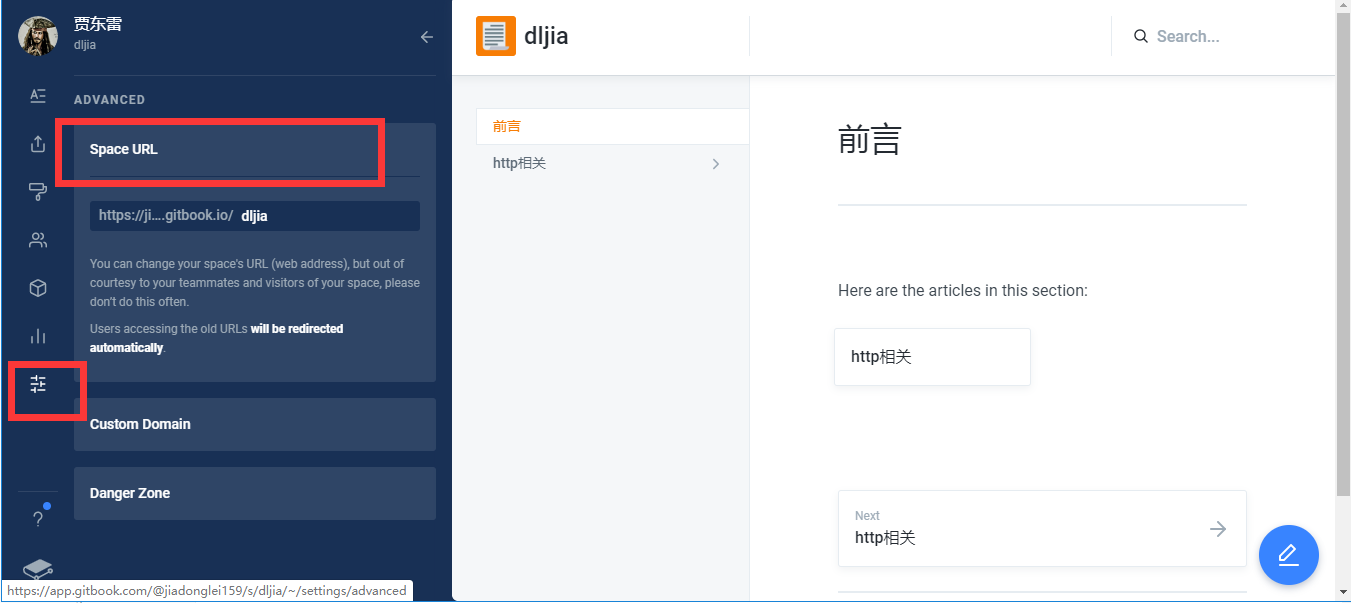 贾东雷
dljia
ADVANCED
Space URL
https://ji....gitbook.io/ dljia
You can change your space's URL (web address), but out of
courtesy to your teammates and visitors of your space, please
don't do this often.
Users accessing the old URLs will be redirected
automatically.
Custom Domain
Danger Zone
?
https://app.gitbook.com/@jiadonglei159/s/dljia/~/settings/advanced
dljia
Search...
前言
http相关
前言
Here are the articles in this section:
http相关
Next
http相关